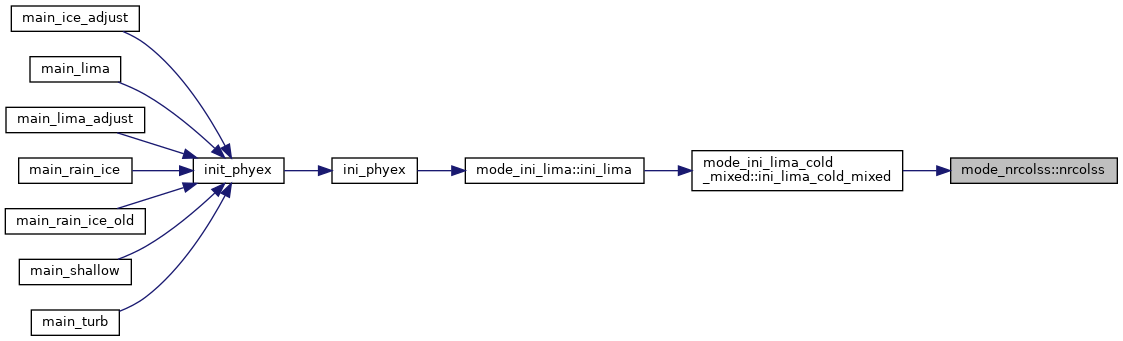 main_ice_adjust
main_lima
main_lima_adjust
main_rain_ice
main_rain_ice_old
main_shallow
main_turb
init_phyex
ini_phyex
mode_ini_lima::ini_lima
mode_ini_lima_cold
_mixed::ini_lima_cold_mixed
mode_nrcolss::nrcolss